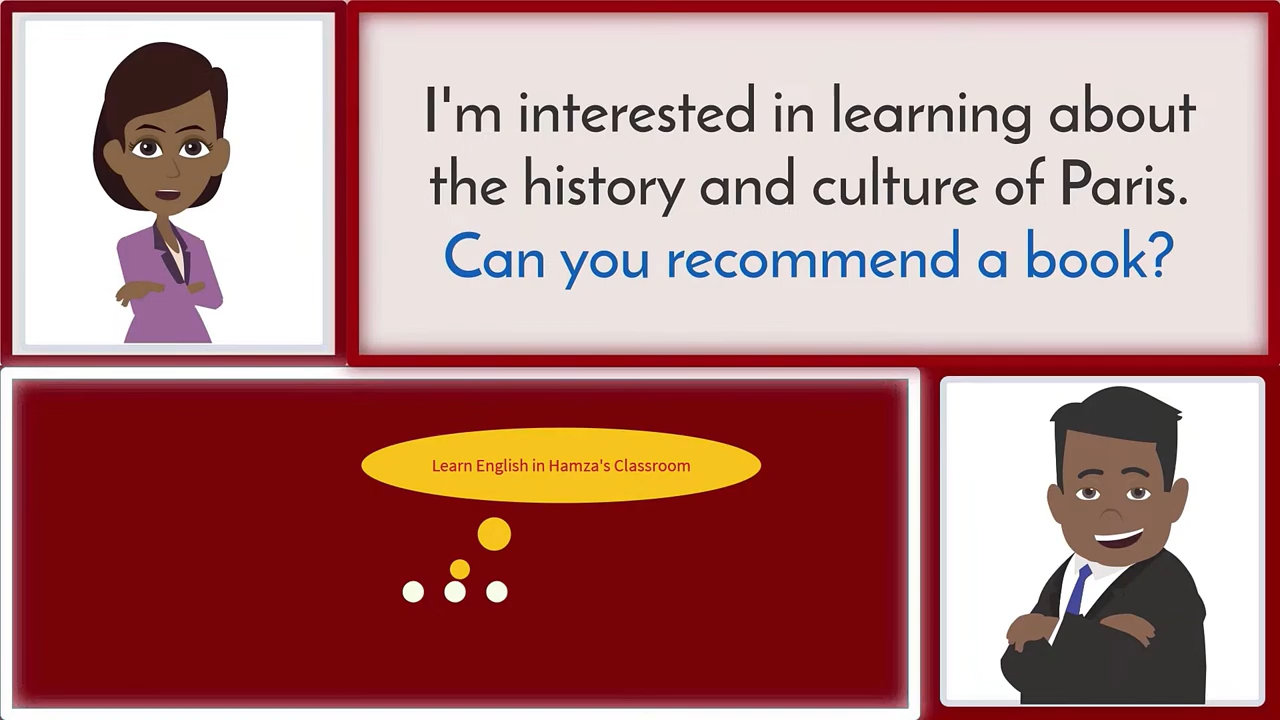 I'm interested in learning about
the history and culture of Paris.
Can you recommend a book?
Learn English in Hamza's Classroom